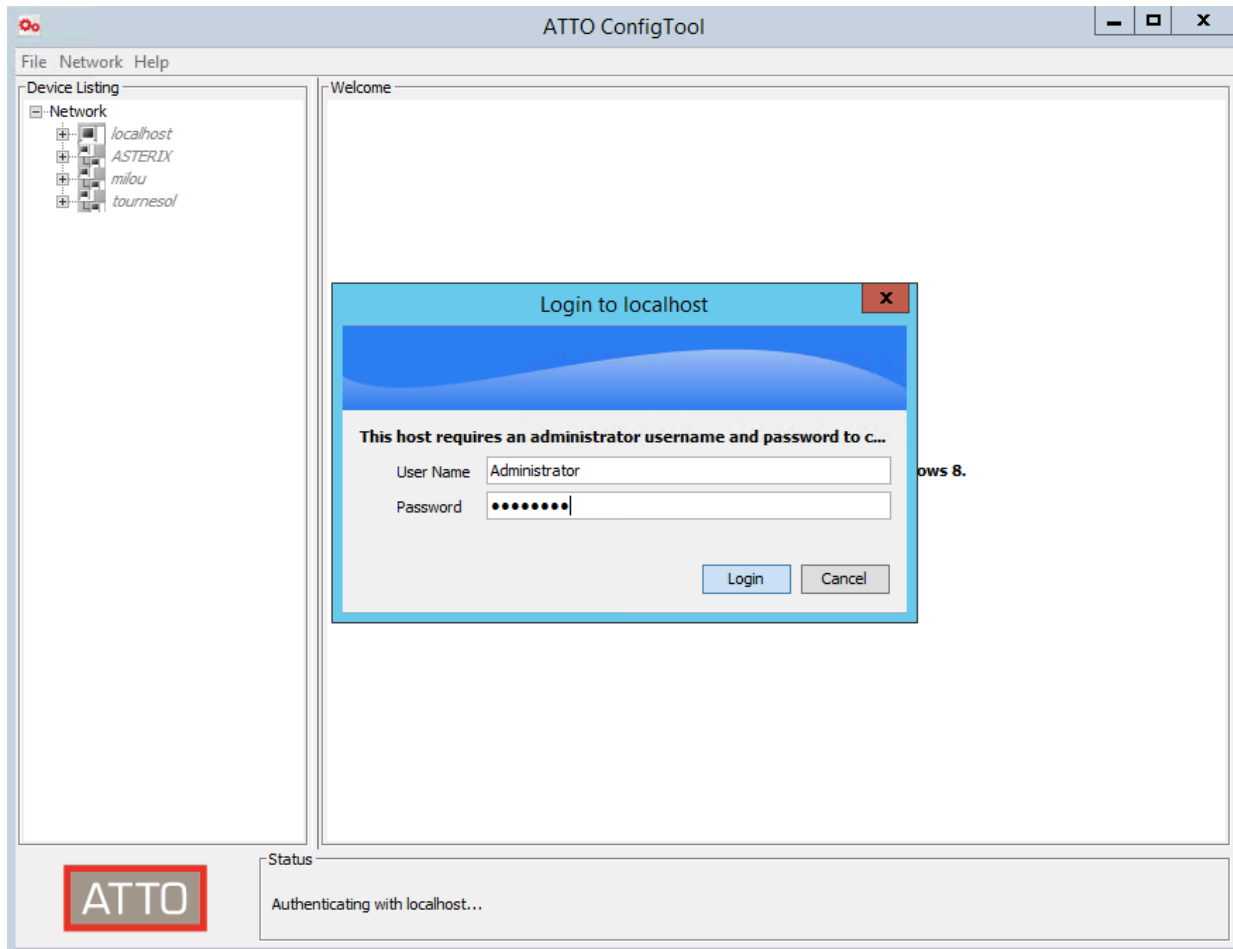 ATTO ConfigTool
File Network Help
Device Listing
Welcome
Network
localhost
ASTERIX
milou
tournesol
Login to localhost
This host requires an administrator username and password to c...
User Name Administrator
ows 8.
Password ••••••••
Login Cancel
Status
ATTO
Authenticating with localhost...